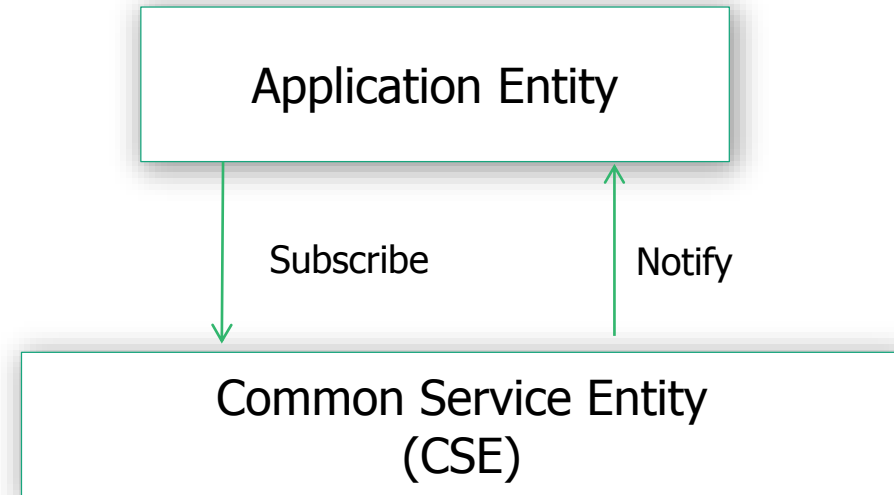 Application Entity
Subscribe
Notify
Common Service Entity
(CSE)